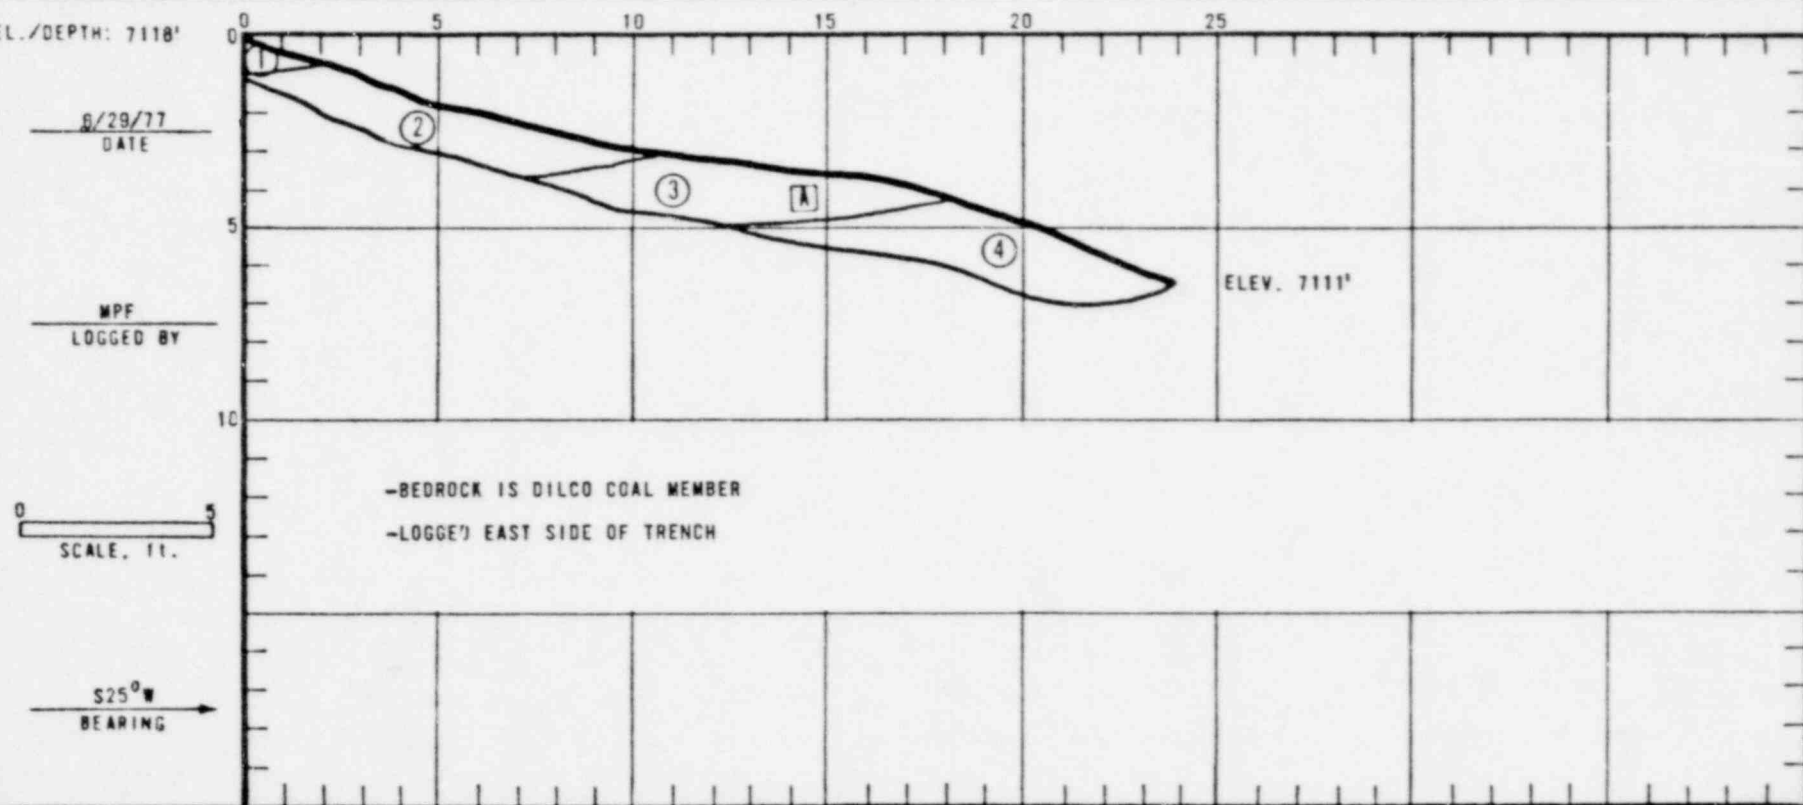 EL./DEPTH: 7118'
0 5 10 15 20 25
0
1
6/29/77
DATE
2
3
A
5
4
ELEV. 7111'
MPF
LOGGED BY
10
-BEDROCK IS DILCO COAL MEMBER
0 5
-LOGGED EAST SIDE OF TRENCH
SCALE, ft.
S25°W
BEARING